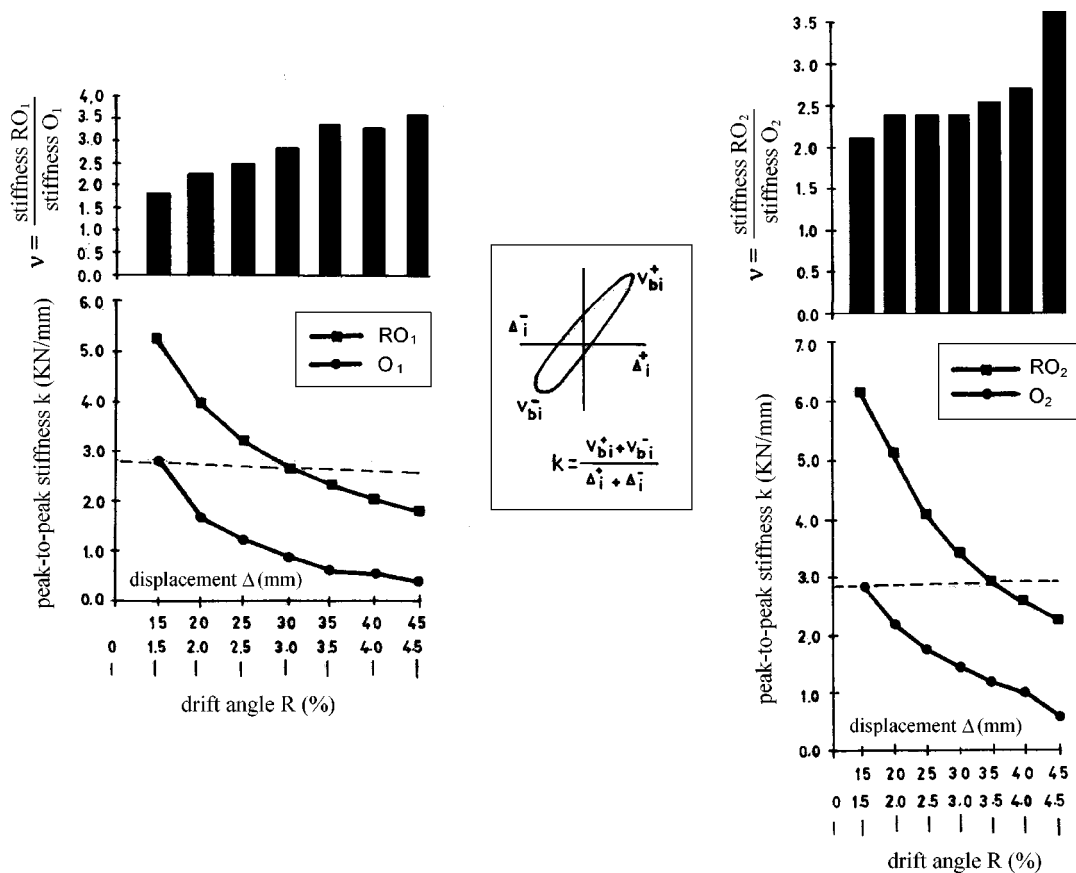 ν = stiffness RO1
stiffness O1
4.0
3.5
3.0
2.5
2.0
1.5
1.0
0.5
0.0
peak-to-peak stiffness k (KN/mm)
6.0
5.0
4.0
3.0
2.0
1.0
0.0
RO1
O1
displacement Δ (mm)
15 20 25 30 35 40 45
0 1.5 2.0 2.5 3.0 3.5 4.0 4.5
drift angle R (%)
V+bi
Δ-i
Δ+i
V-bi
k = V+bi + V-bi
Δ+i + Δ-i
ν = stiffness RO2
stiffness O2
3.5
3.0
2.5
2.0
1.5
1.0
0.5
0.0
peak-to-peak stiffness k (KN/mm)
7.0
6.0
5.0
4.0
3.0
2.0
1.0
0.0
RO2
O2
displacement Δ (mm)
15 20 25 30 35 40 45
0 15 2.0 2.5 3.0 3.5 4.0 4.5
drift angle R (%)